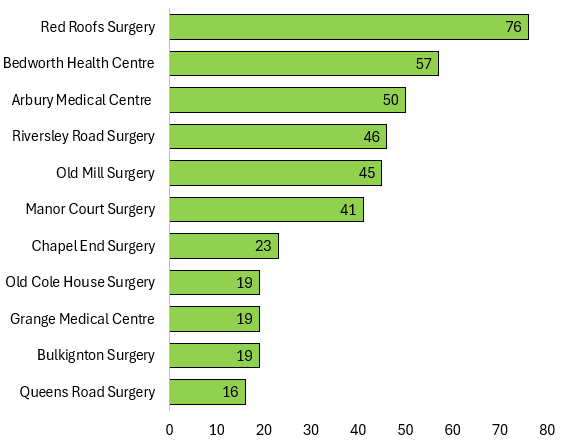 Red Roofs Surgery 76
Bedworth Health Centre 57
Arbury Medical Centre 50
Riversley Road Surgery 46
Old Mill Surgery 45
Manor Court Surgery 41
Chapel End Surgery 23
Old Cole House Surgery 19
Grange Medical Centre 19
Bulkignton Surgery 19
Queens Road Surgery 16
0 10 20 30 40 50 60 70 80